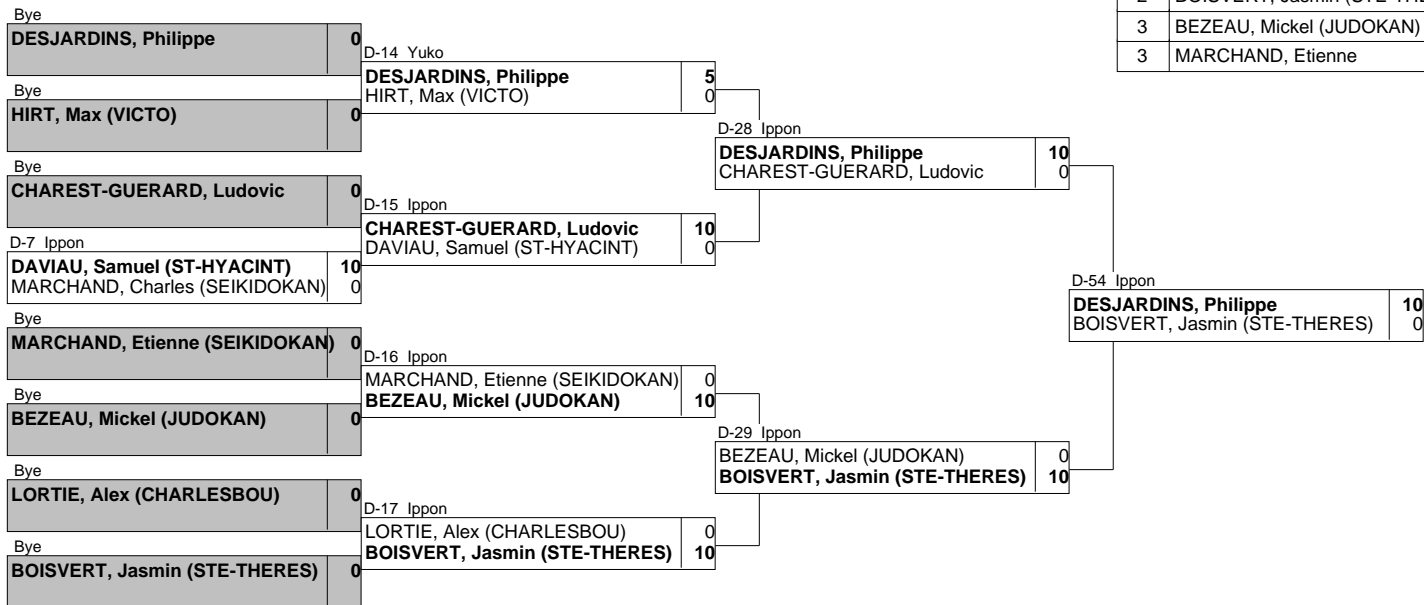 2 BOISVERT, Jasmin
3 BEZEAU, Mickel (JUDOKAN)
3 MARCHAND, Etienne
Bye
DESJARDINS, Philippe 0
Bye
HIRT, Max (VICTO) 0
Bye
CHAREST-GUERARD, Ludovic 0
D-7 Ippon
DAVIAU, Samuel (ST-HYACINT) 10
MARCHAND, Charles (SEIKIDOKAN) 0
Bye
MARCHAND, Etienne (SEIKIDOKAN) 0
Bye
BEZEAU, Mickel (JUDOKAN) 0
Bye
LORTIE, Alex (CHARLESBOU) 0
Bye
BOISVERT, Jasmin (STE-THERES) 0
D-14 Yuko
DESJARDINS, Philippe 5
HIRT, Max (VICTO) 0
D-15 Ippon
CHAREST-GUERARD, Ludovic 10
DAVIAU, Samuel (ST-HYACINT) 0
D-16 Ippon
MARCHAND, Etienne (SEIKIDOKAN) 0
BEZEAU, Mickel (JUDOKAN) 10
D-17 Ippon
LORTIE, Alex (CHARLESBOU) 0
BOISVERT, Jasmin (STE-THERES) 10
D-28 Ippon
DESJARDINS, Philippe 10
CHAREST-GUERARD, Ludovic 0
D-29 Ippon
BEZEAU, Mickel (JUDOKAN) 0
BOISVERT, Jasmin (STE-THERES) 10
D-54 Ippon
DESJARDINS, Philippe 10
BOISVERT, Jasmin (STE-THERES) 0